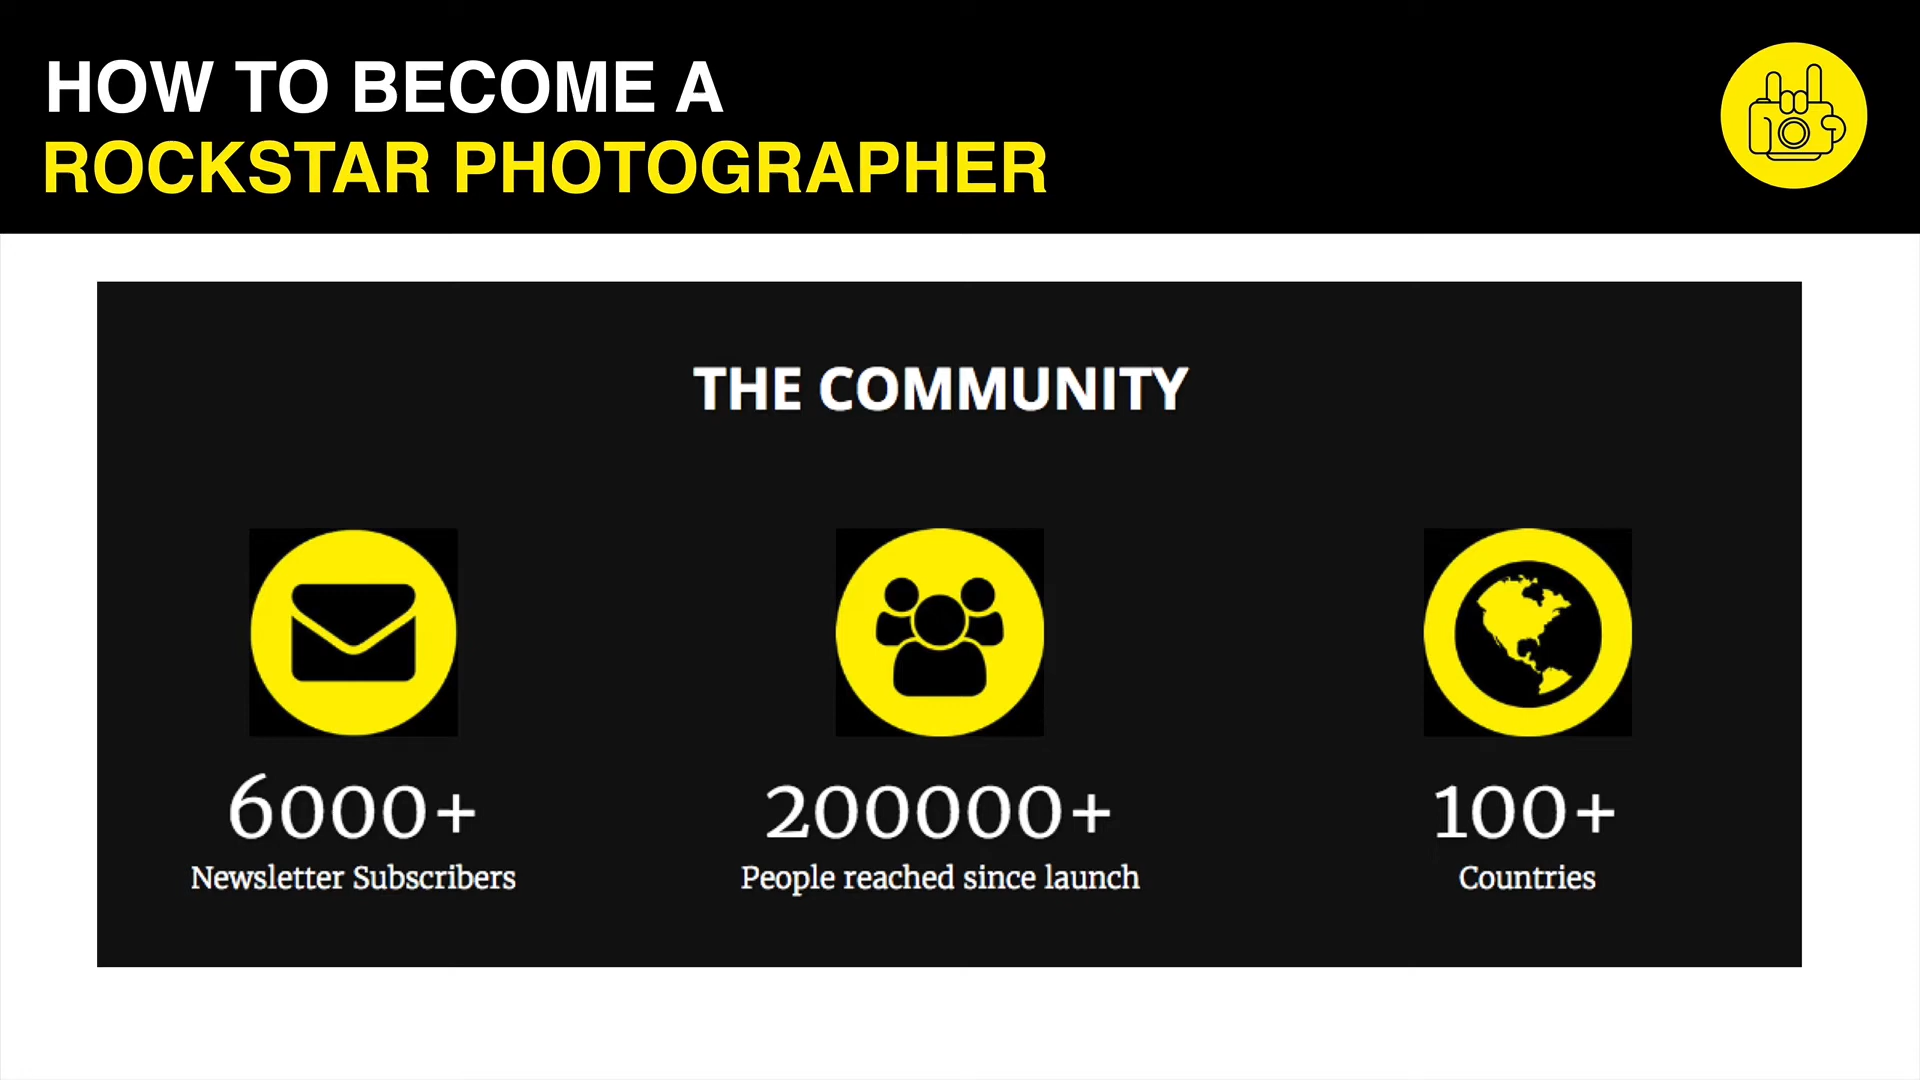 HOW TO BECOME A
ROCKSTAR PHOTOGRAPHER
THE COMMUNITY
6000+
Newsletter Subscribers
200000+
People reached since launch
100+
Countries